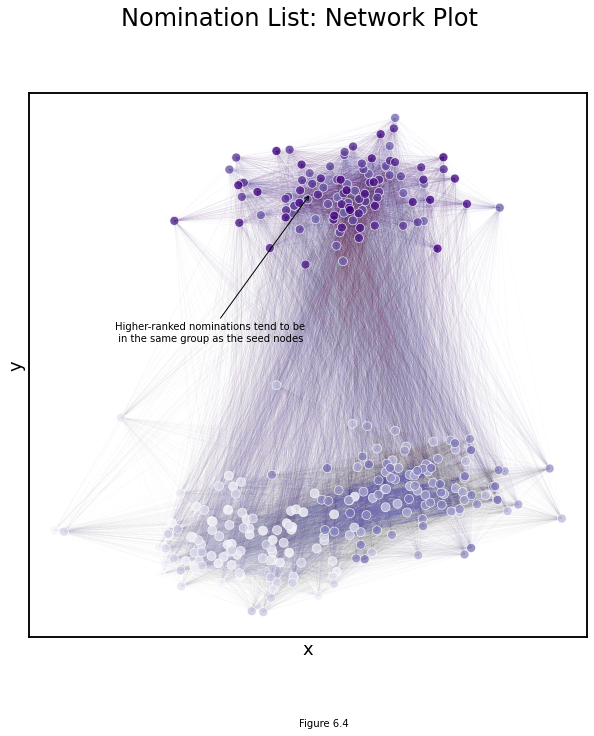 Nomination List: Network Plot
Higher-ranked nominations tend to be
in the same group as the seed nodes
y
x
Figure 6.4